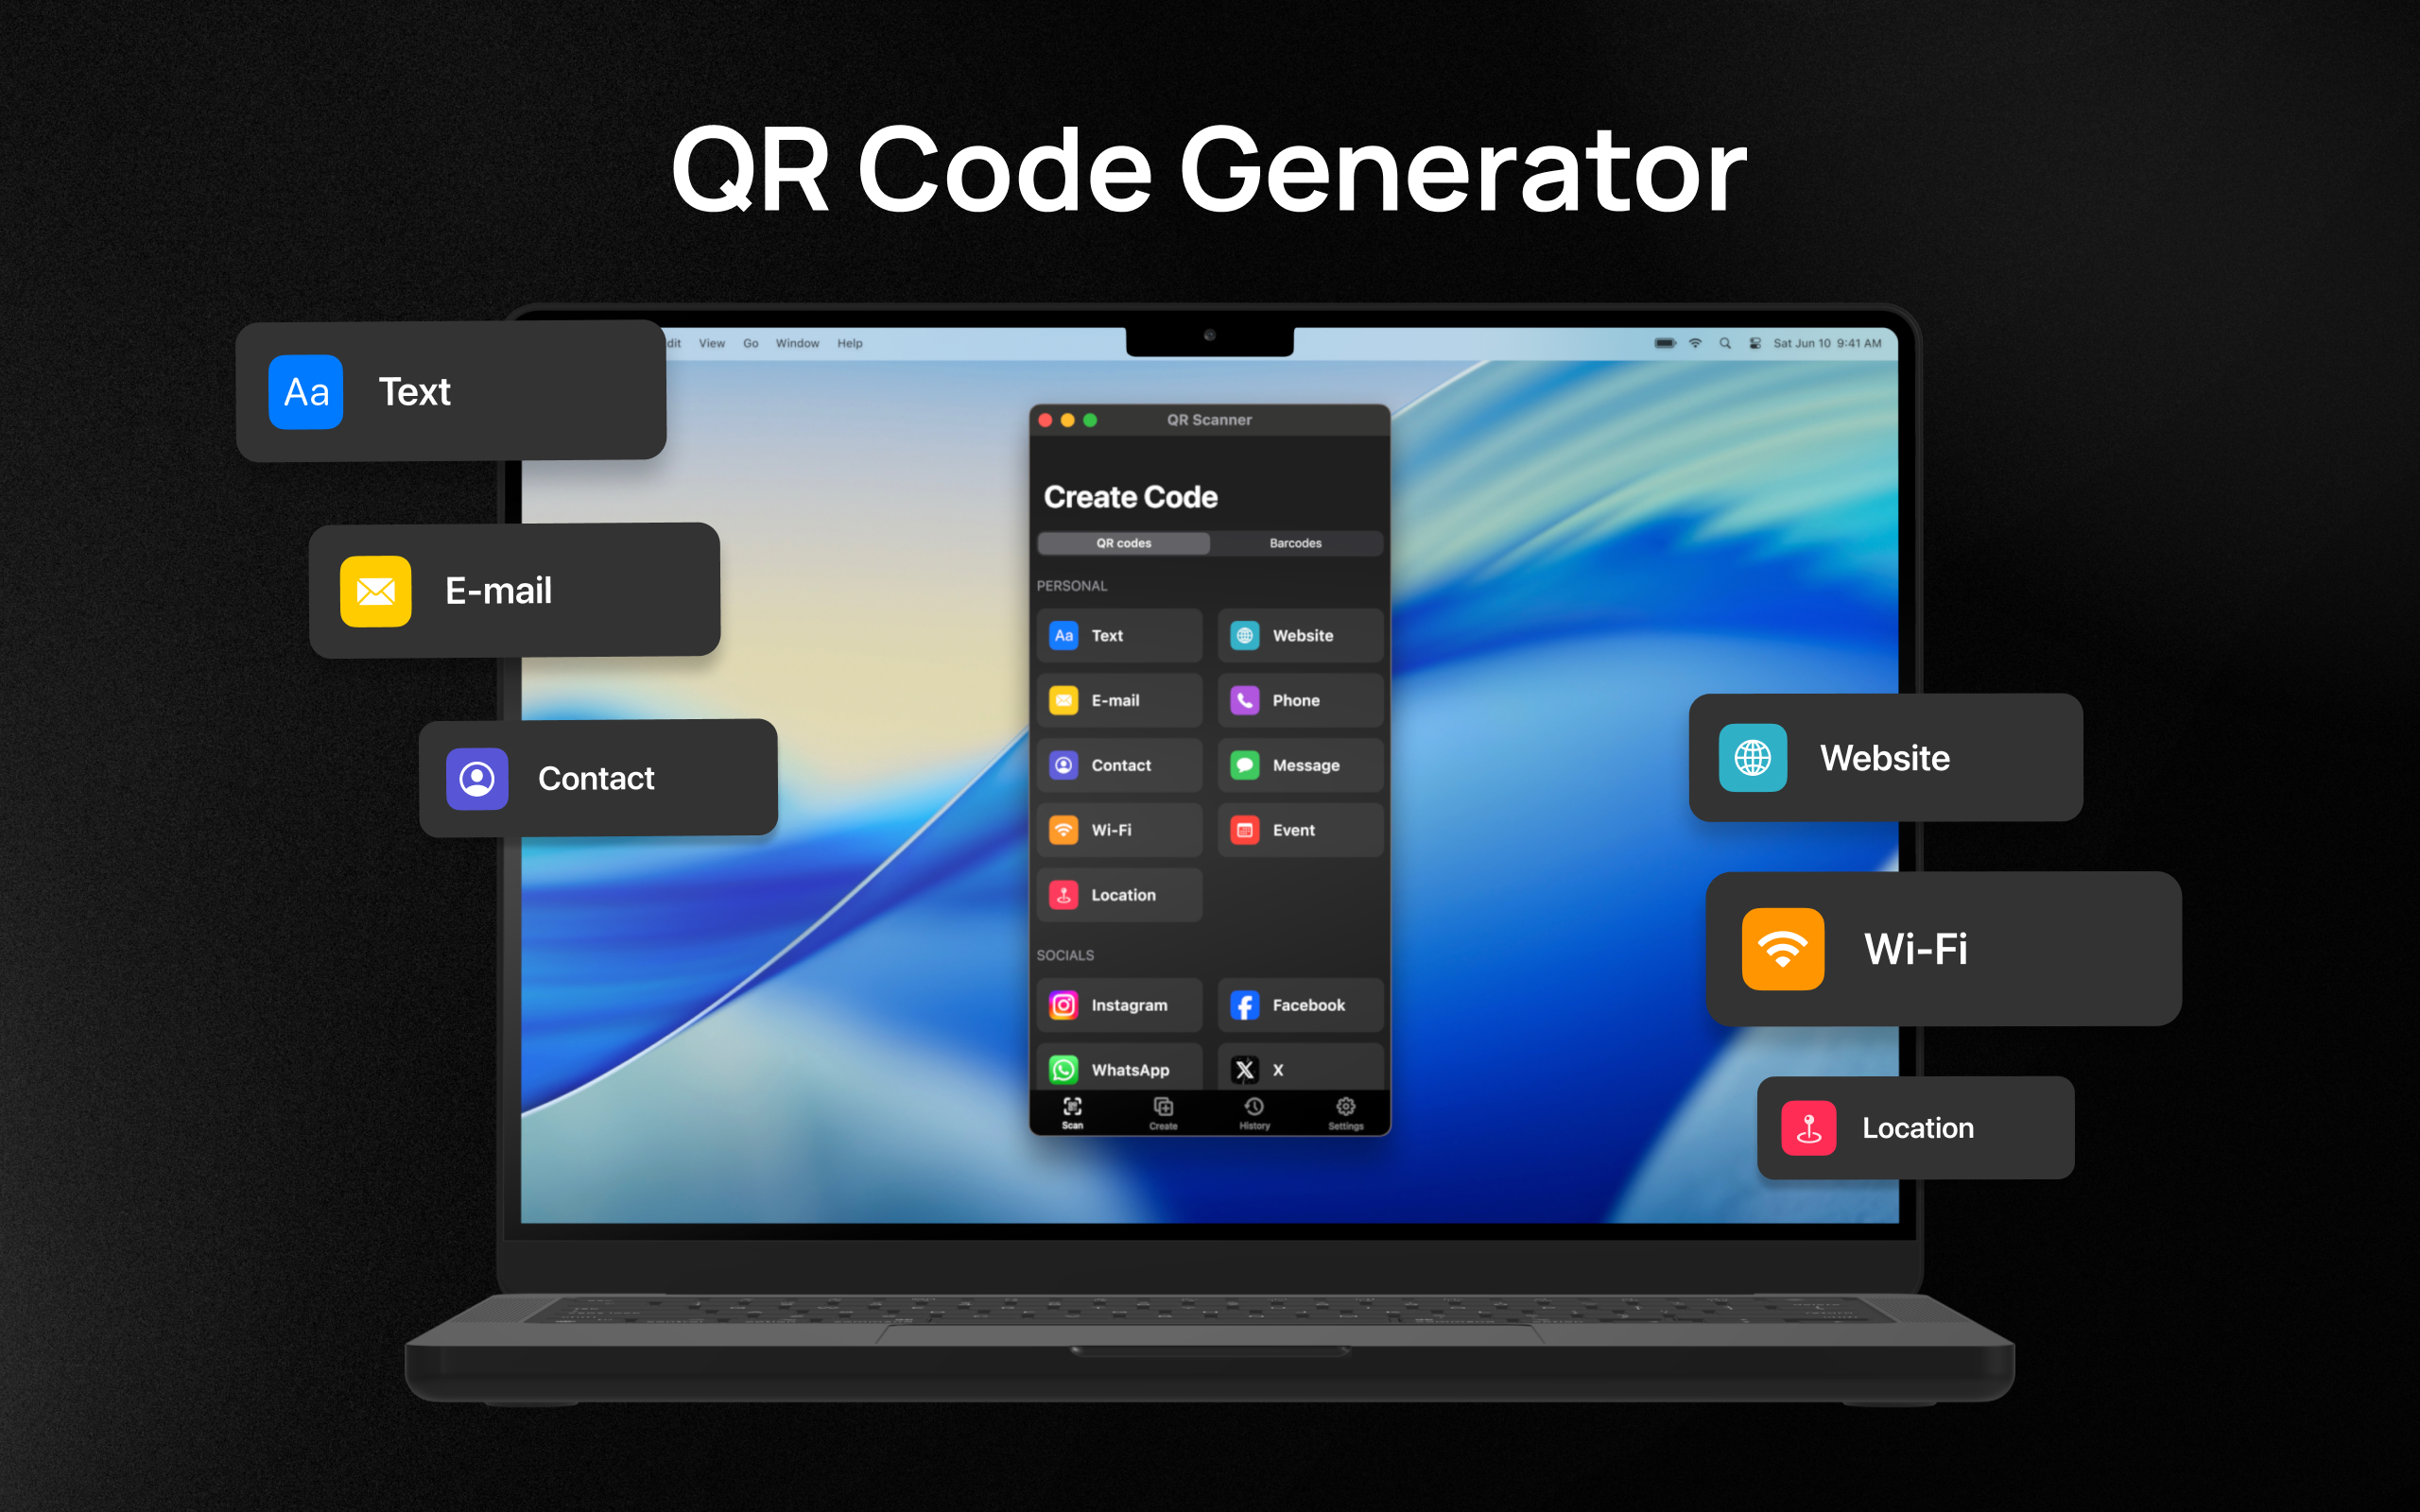 QR Code Generator
View Go Window Help
Sat Jun 10 9:41 AM
Aa Text
E-mail
Contact
QR Scanner
Create Code
QR codes Barcodes
PERSONAL
Aa Text Website
E-mail Phone
Contact Message
Wi-Fi Event
Location
SOCIALS
Instagram Facebook
WhatsApp X
Scan Create History Settings
Website
Wi-Fi
Location